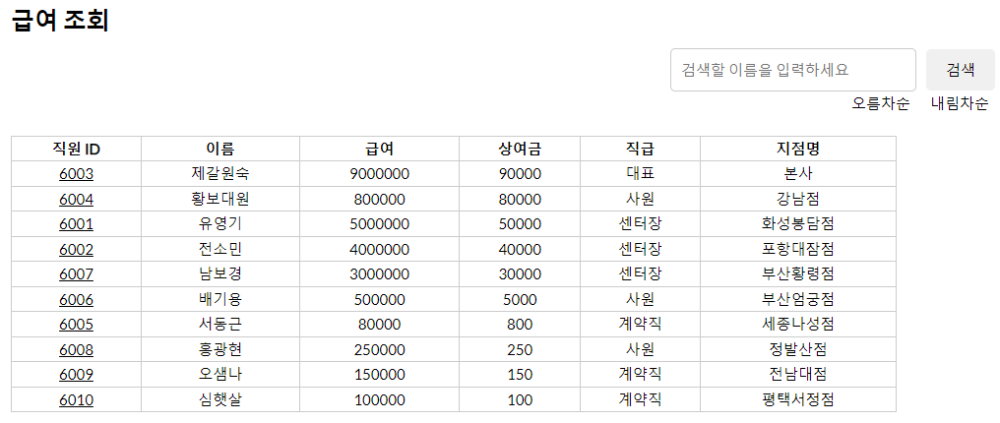 급여 조회
검색할 이름을 입력하세요 검색
오름차순 내림차순
직원 ID 이름 급여 상여금 직급 지점명
6003 제갈원숙 9000000 90000 대표 본사
6004 황보대원 800000 80000 사원 강남점
6001 유영기 5000000 50000 센터장 화성봉담점
6002 전소민 4000000 40000 센터장 포항대잠점
6007 남보경 3000000 30000 센터장 부산황령점
6006 배기용 500000 5000 사원 부산엄궁점
6005 서동근 80000 800 계약직 세종나성점
6008 홍광현 250000 250 사원 정발산점
6009 오샘나 150000 150 계약직 전남대점
6010 심햇살 100000 100 계약직 평택서정점